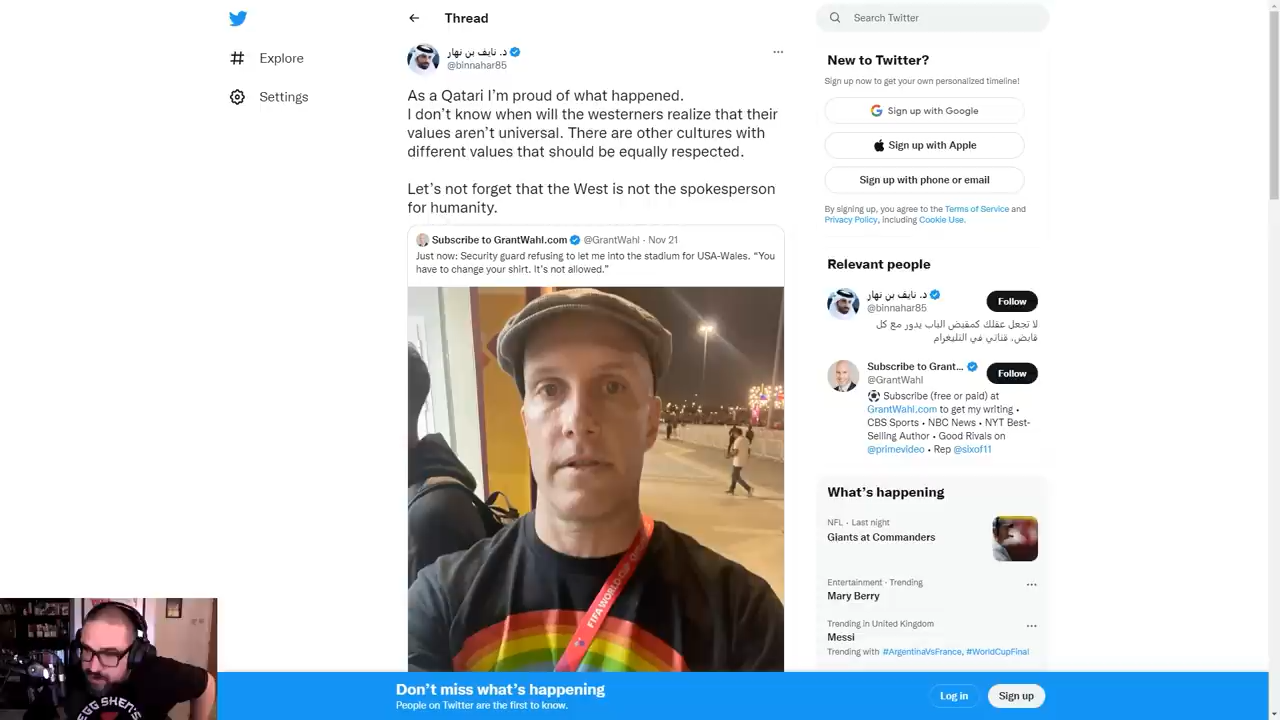 Thread
Search Twitter
Explore
Settings
د. نايف بن نهار
@binnahar85
As a Qatari I'm proud of what happened.
I don't know when will the westerners realize that their
values aren't universal. There are other cultures with
different values that should be equally respected.
Let's not forget that the West is not the spokesperson
for humanity.
Subscribe to GrantWahl.com @GrantWahl · Nov 21
Just now: Security guard refusing to let me into the stadium for USA-Wales. "You
have to change your shirt. It's not allowed."
FIFA WORLD CUP
New to Twitter?
Sign up now to get your own personalized timeline!
Sign up with Google
Sign up with Apple
Sign up with phone or email
By signing up, you agree to the Terms of Service and
Privacy Policy, including Cookie Use.
Relevant people
د. نايف بن نهار
@binnahar85
Follow
لا تجعل عقلك كمقبض الباب يدور مع كل
قابض. قناتي في التليغرام
Subscribe to Grant...
@GrantWahl
Follow
Subscribe (free or paid) at
GrantWahl.com to get my writing •
CBS Sports • NBC News • NYT Best-
Selling Author • Good Rivals on
@primevideo • Rep @sixof11
What's happening
NFL · Last night
Giants at Commanders
Entertainment · Trending
Mary Berry
Trending in United Kingdom
Messi
Trending with #ArgentinaVsFrance, #WorldCupFinal
EGG SHEN'S
Don't miss what's happening
People on Twitter are the first to know.
Log in
Sign up